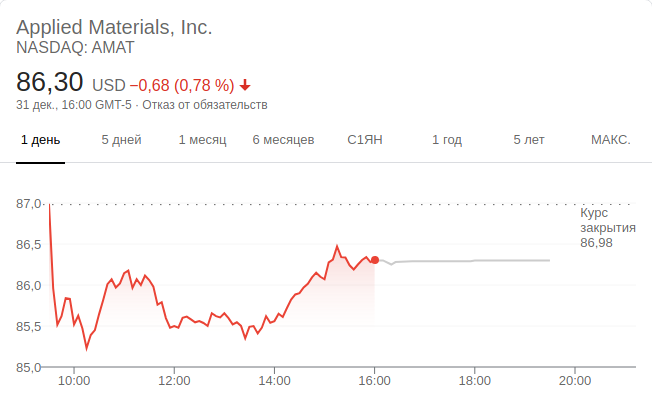 Applied Materials, Inc.
NASDAQ: AMAT
86,30 USD −0,68 (0,78 %)
31 дек., 16:00 GMT-5 · Отказ от обязательств
1 день 5 дней 1 месяц 6 месяцев С1ЯН 1 год 5 лет МАКС.
87,0
Курс
закрытия
86,98
86,5
86,0
85,5
85,0
10:00 12:00 14:00 16:00 18:00 20:00